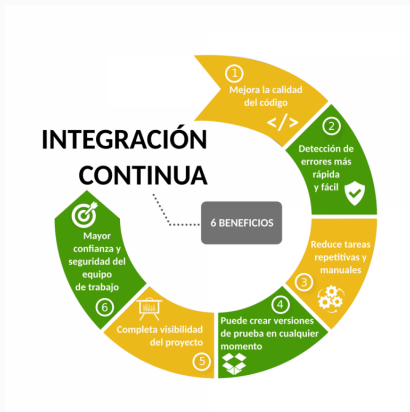 INTEGRACIÓN
CONTINUA
6 BENEFICIOS
1
Mejora la calidad
del código
</>
2
Detección de
errores más
rápida
y fácil
Reduce tareas
repetitivas y
manuales
3
4
Puede crear versiones
de prueba en cualquier
momento
Completa visibilidad
del proyecto
5
Mayor
confianza y
seguridad del
equipo
de trabajo
6